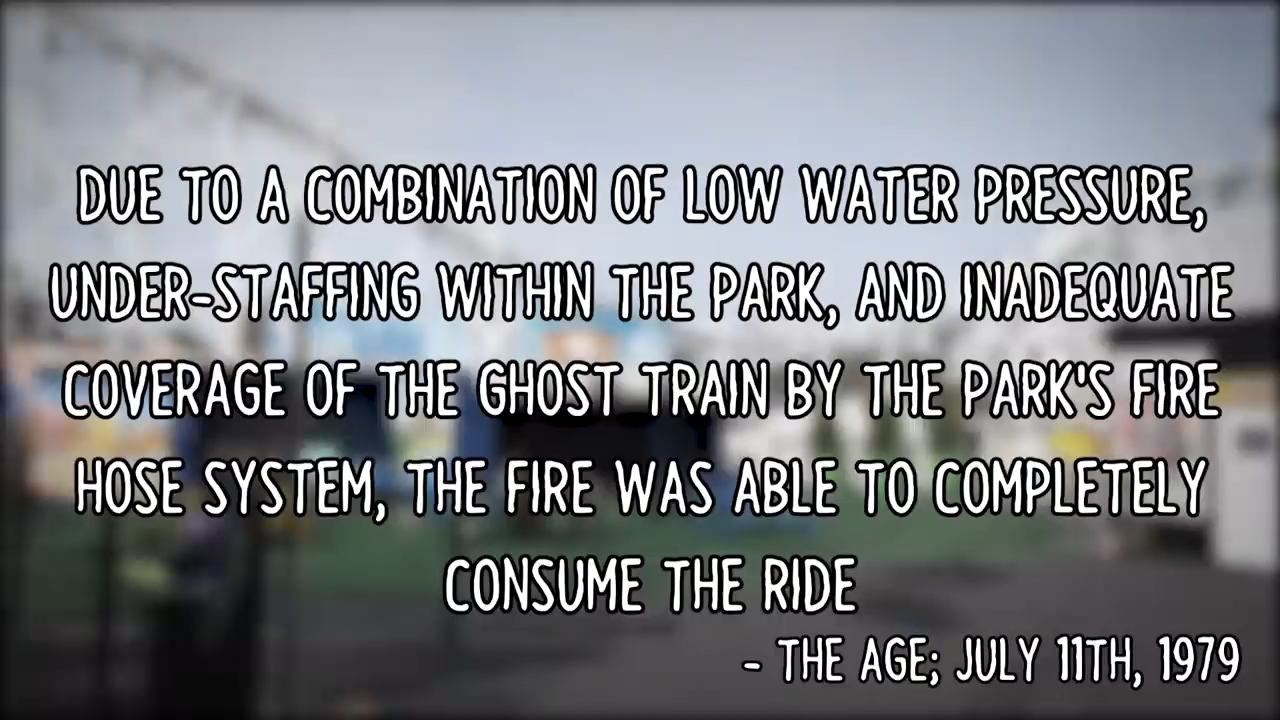 DUE TO A COMBINATION OF LOW WATER PRESSURE,
UNDER-STAFFING WITHIN THE PARK, AND INADEQUATE
COVERAGE OF THE GHOST TRAIN BY THE PARK'S FIRE
HOSE SYSTEM, THE FIRE WAS ABLE TO COMPLETELY
CONSUME THE RIDE
- THE AGE; JULY 11TH, 1979